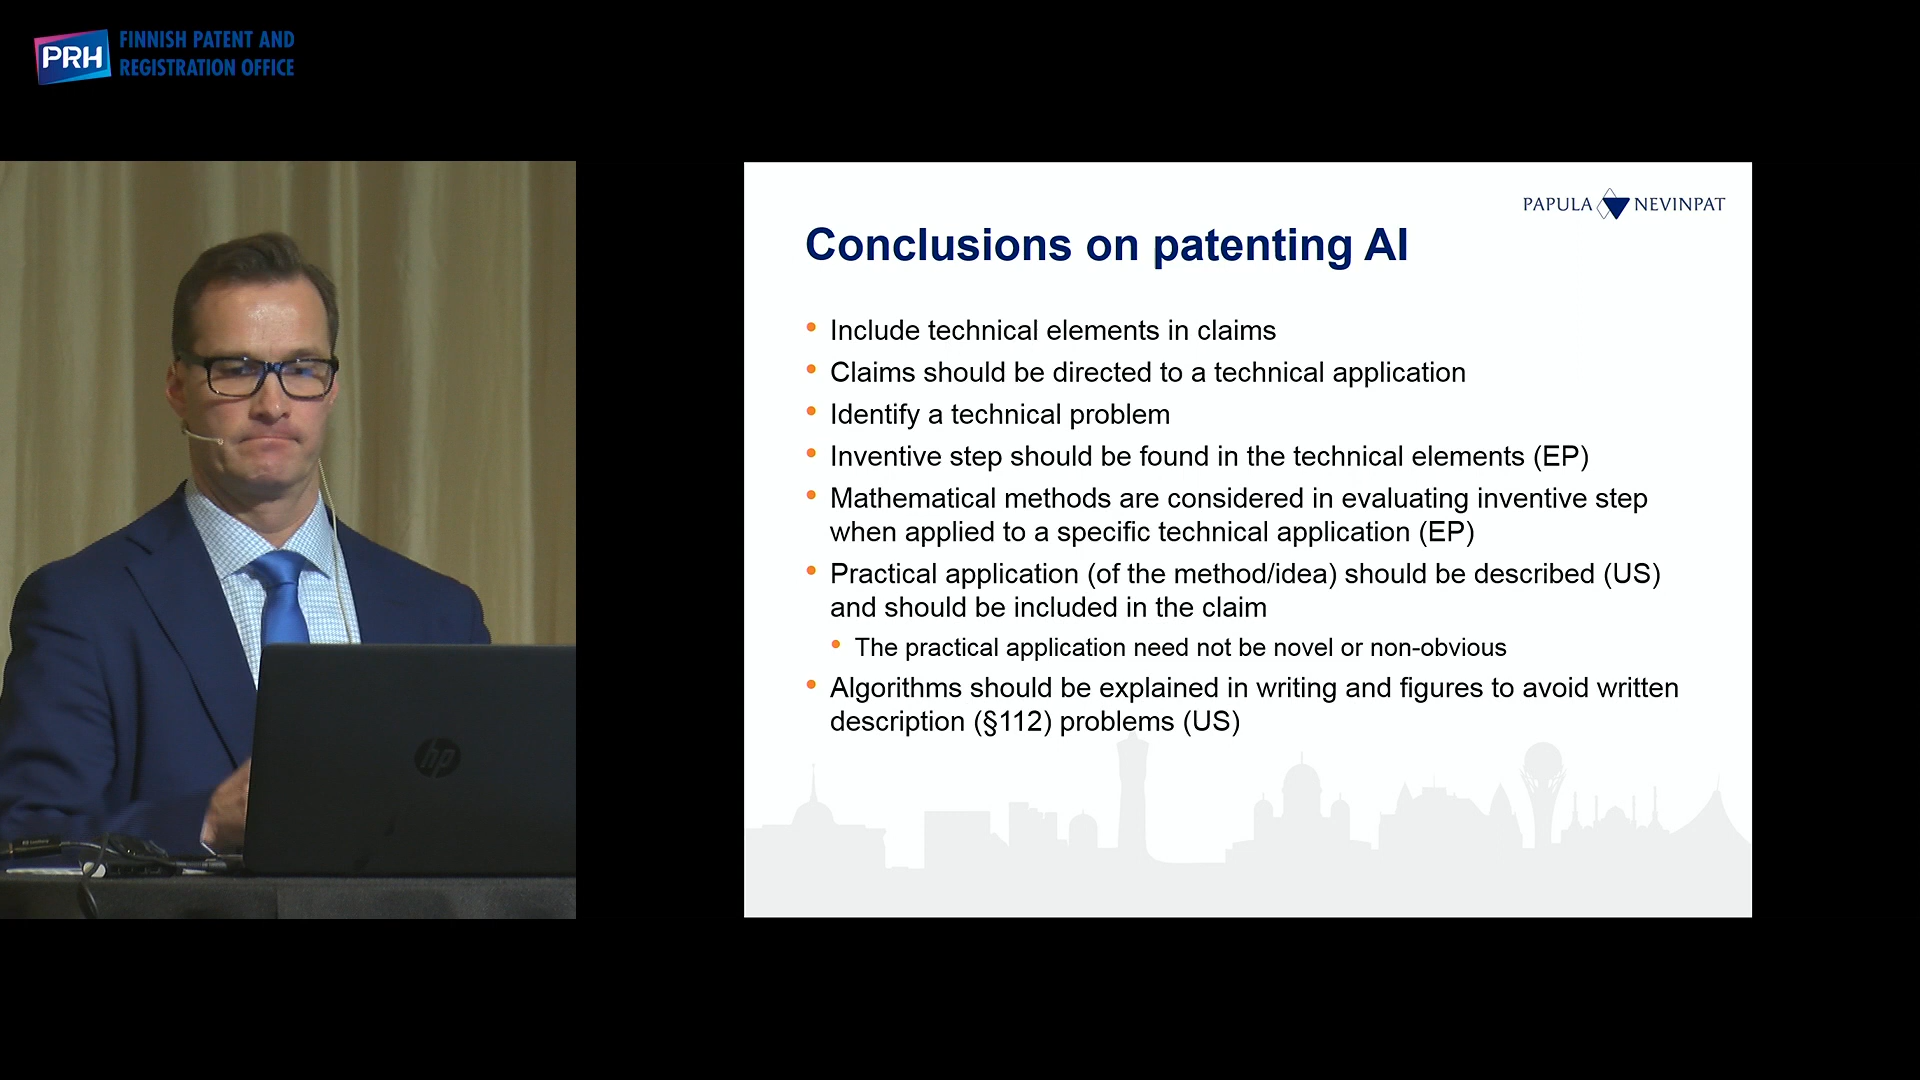 PRH
FINNISH PATENT AND
REGISTRATION OFFICE
PAPULA NEVINPAT
Conclusions on patenting AI
• Include technical elements in claims
• Claims should be directed to a technical application
• Identify a technical problem
• Inventive step should be found in the technical elements (EP)
• Mathematical methods are considered in evaluating inventive step
when applied to a specific technical application (EP)
• Practical application (of the method/idea) should be described (US)
and should be included in the claim
• The practical application need not be novel or non-obvious
• Algorithms should be explained in writing and figures to avoid written
description (§112) problems (US)
hp